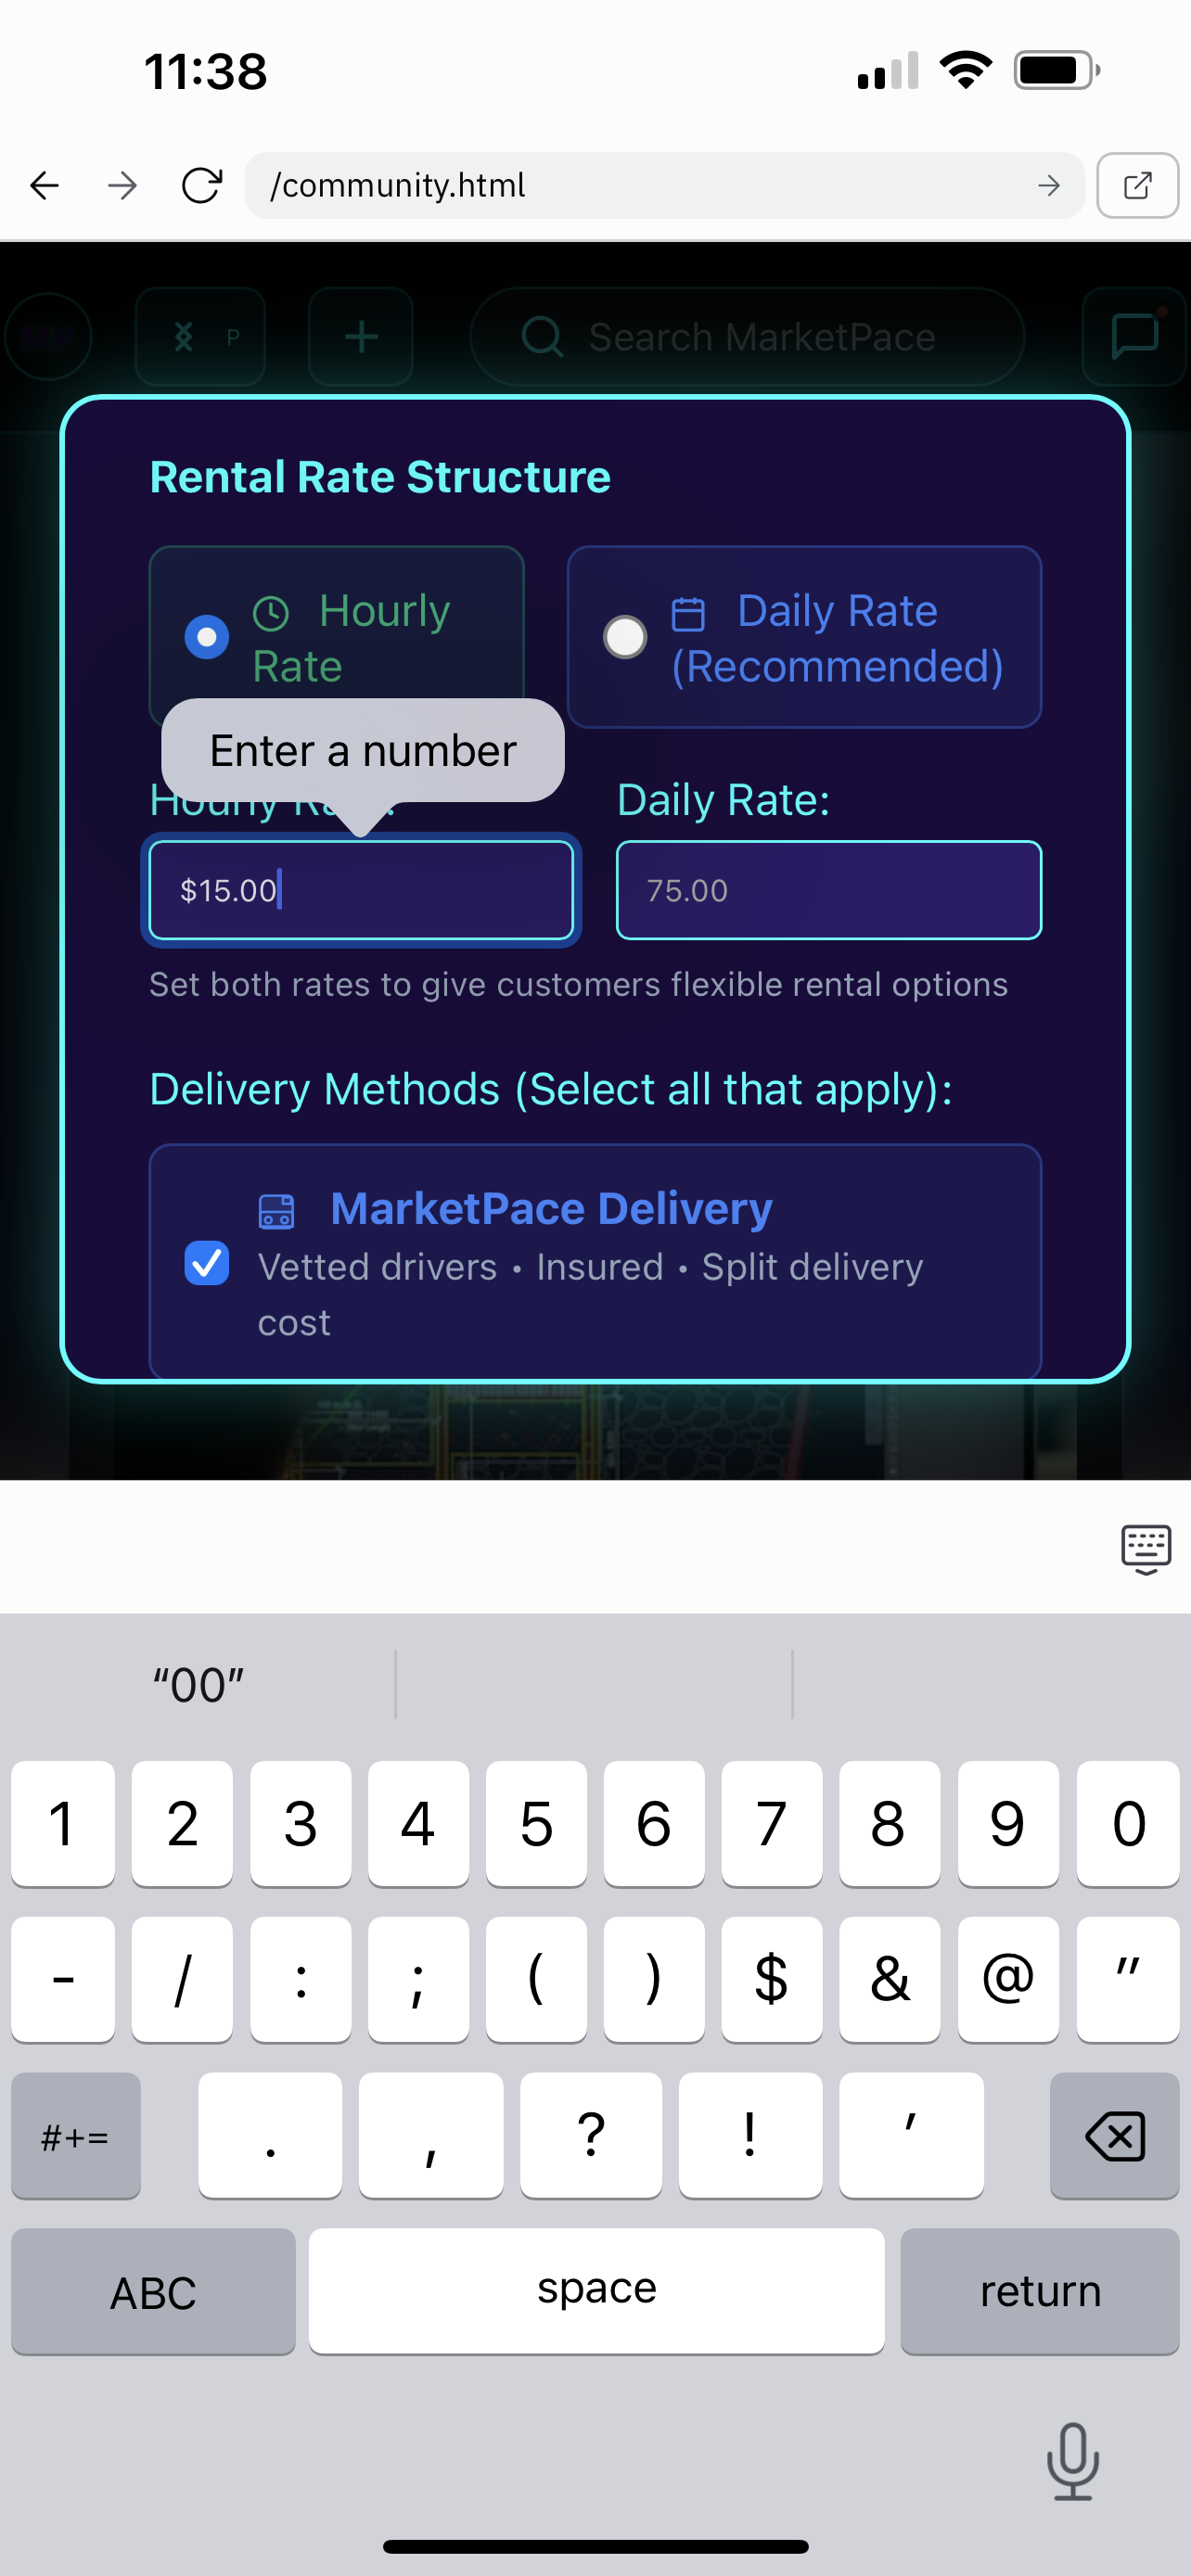 11:38
/community.html
P
Search MarketPace
Rental Rate Structure
Hourly
Rate
Daily Rate
(Recommended)
Enter a number
Daily Rate:
$15.00
75.00
Set both rates to give customers flexible rental options
Delivery Methods (Select all that apply):
MarketPace Delivery
Vetted drivers • Insured • Split delivery
cost
“00”
1 2 3 4 5 6 7 8 9 0
- / : ; ( ) $ & @ "
#+= . , ? ! '
ABC space return